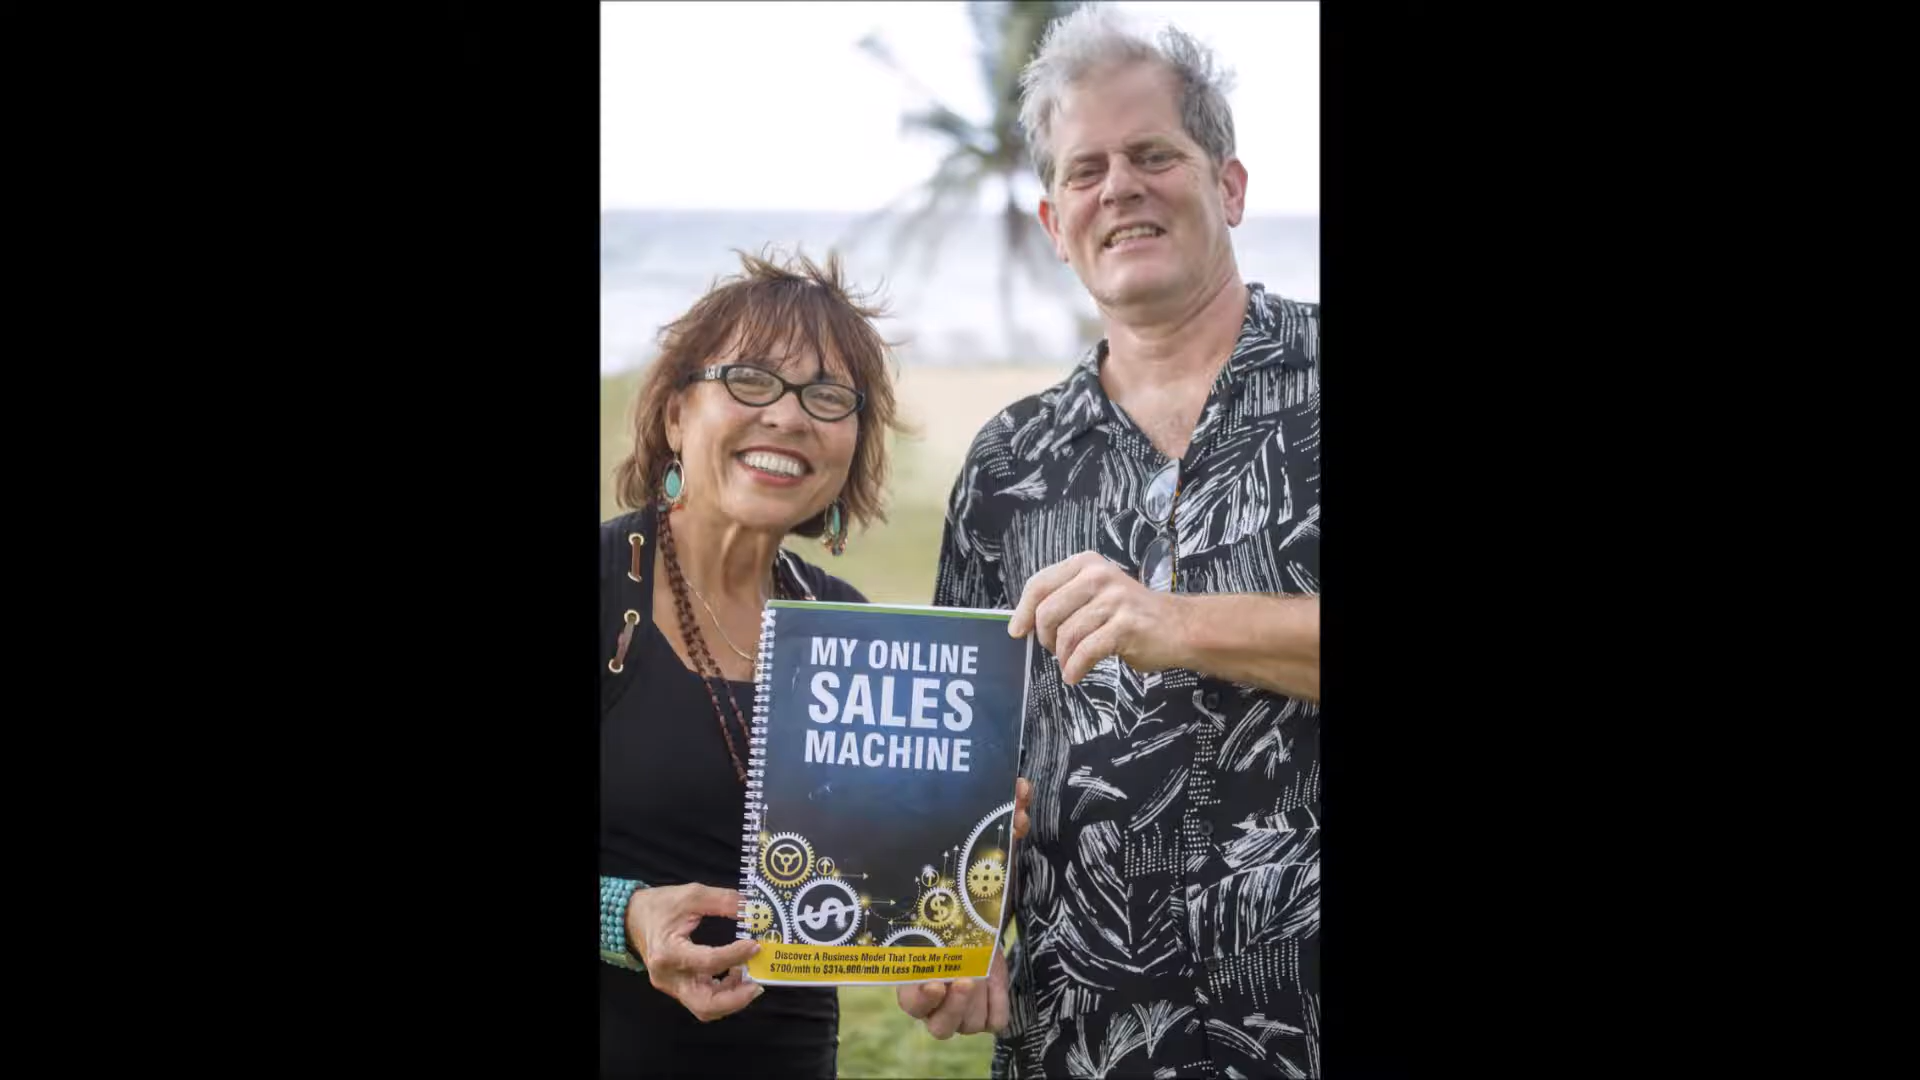 MY ONLINE
SALES
MACHINE
Discover A Business Model That Took Me From
$700/mth to $314,000/mth In Less Thank 1 Year.